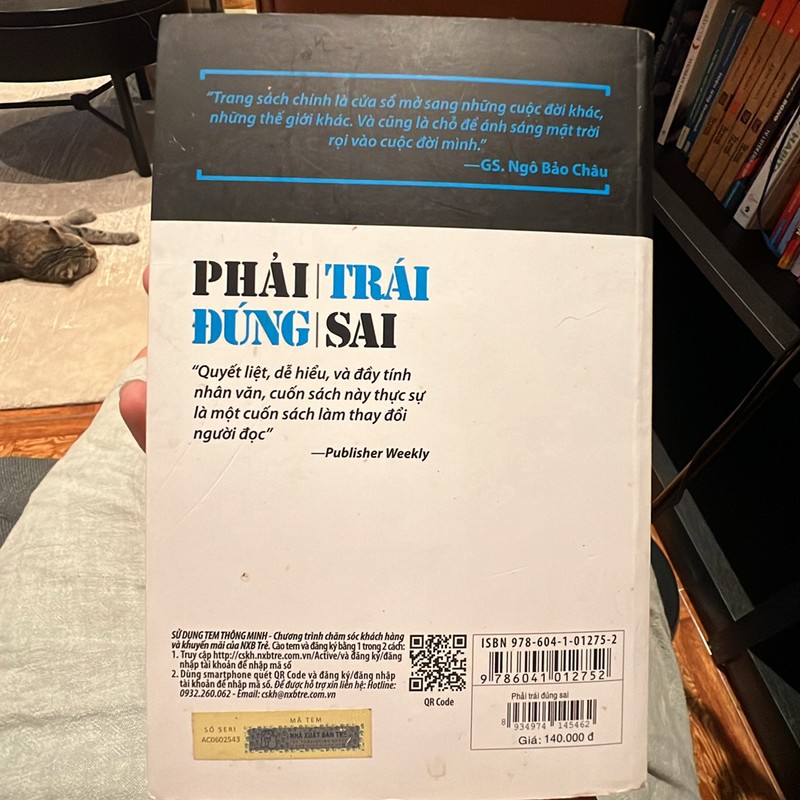 “Trang sách chính là cửa sổ mở sang những cuộc đời khác,
những thế giới khác. Và cũng là chỗ để ánh sáng mặt trời
rọi vào cuộc đời mình.”
—GS. Ngô Bảo Châu
PHẢI|TRÁI
ĐÚNG|SAI
“Quyết liệt, dễ hiểu, và đầy tính
nhân văn, cuốn sách này thực sự
là một cuốn sách làm thay đổi
người đọc”
—Publisher Weekly
SỬ DỤNG TEM THÔNG MINH - Chương trình chăm sóc khách hàng
và khuyến mãi của NXB Trẻ. Cào tem và đăng ký bằng 1 trong 2 cách:
1. Truy cập http://cskh.nxbtre.com.vn/Active/và đăng ký/đăng
nhập tài khoản để nhập mã số
2. Dùng smartphone quét QR Code và đăng ký/đăng nhập
tài khoản để nhập mã số. Để được hỗ trợ xin liên hệ: Hotline:
0932.260.062 - Email: cskh@nxbtre.com.vn
QR Code
SỐ SERI
AC0602543
MÃ TEM
NHÀ XUẤT BẢN TRẺ
ISBN 978-604-1-01275-2
9 786041 012752
Phải trái đúng sai
8 934974 145462
Giá: 140.000 đ